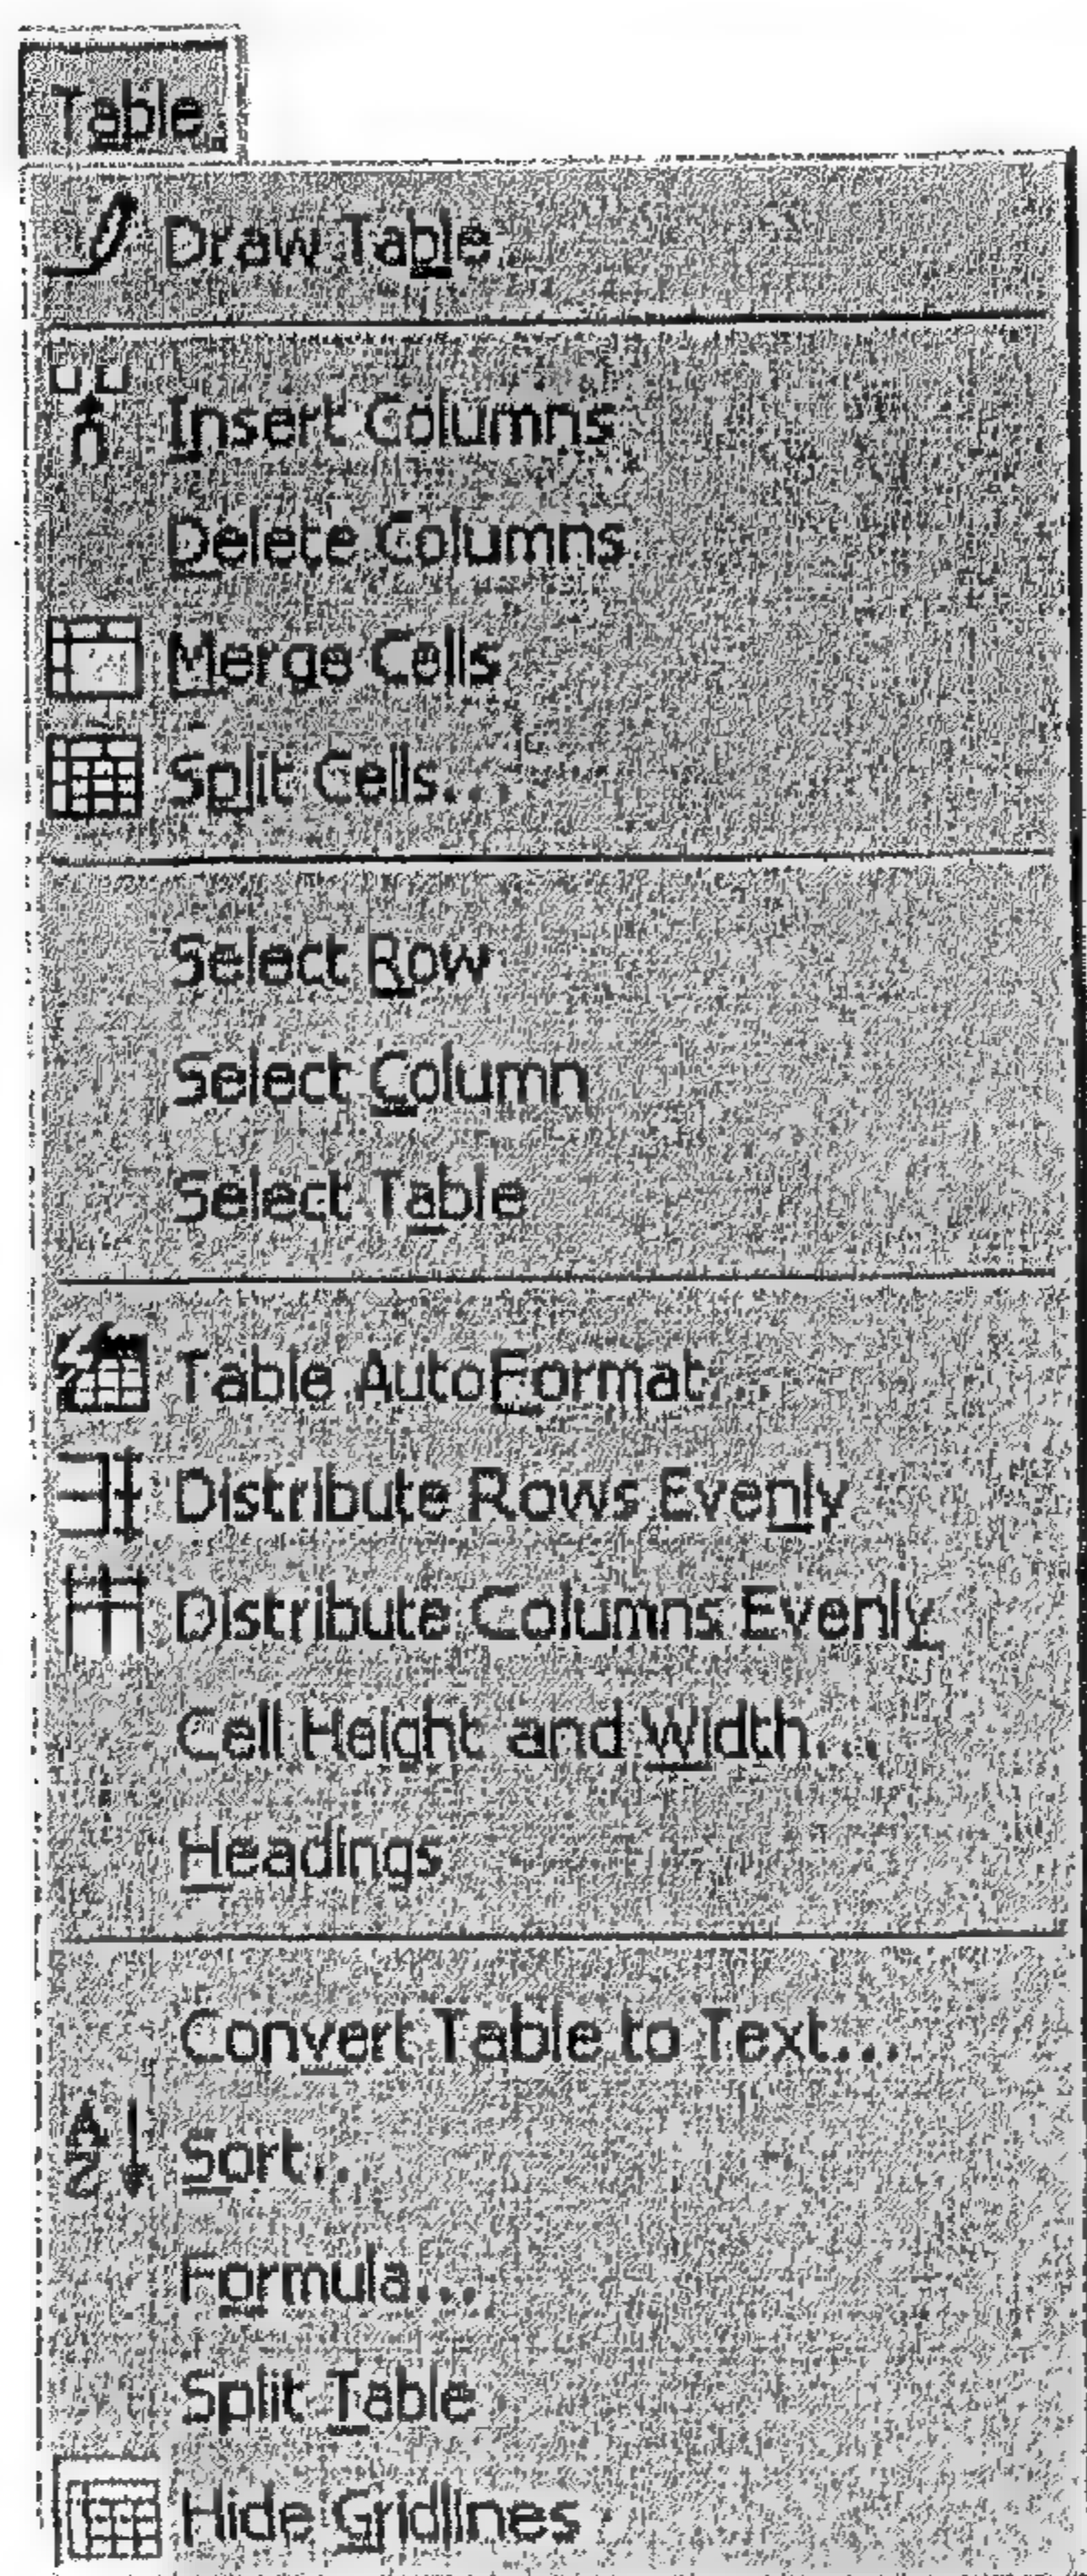 Table
Draw Table
Insert Columns
Delete Columns
Merge Cells
Split Cells...
Select Row
Select Column
Select Table
Table AutoFormat...
Distribute Rows Evenly
Distribute Columns Evenly
Cell Height and Width...
Headings
Convert Table to Text...
Sort...
Formula...
Split Table
Hide Gridlines